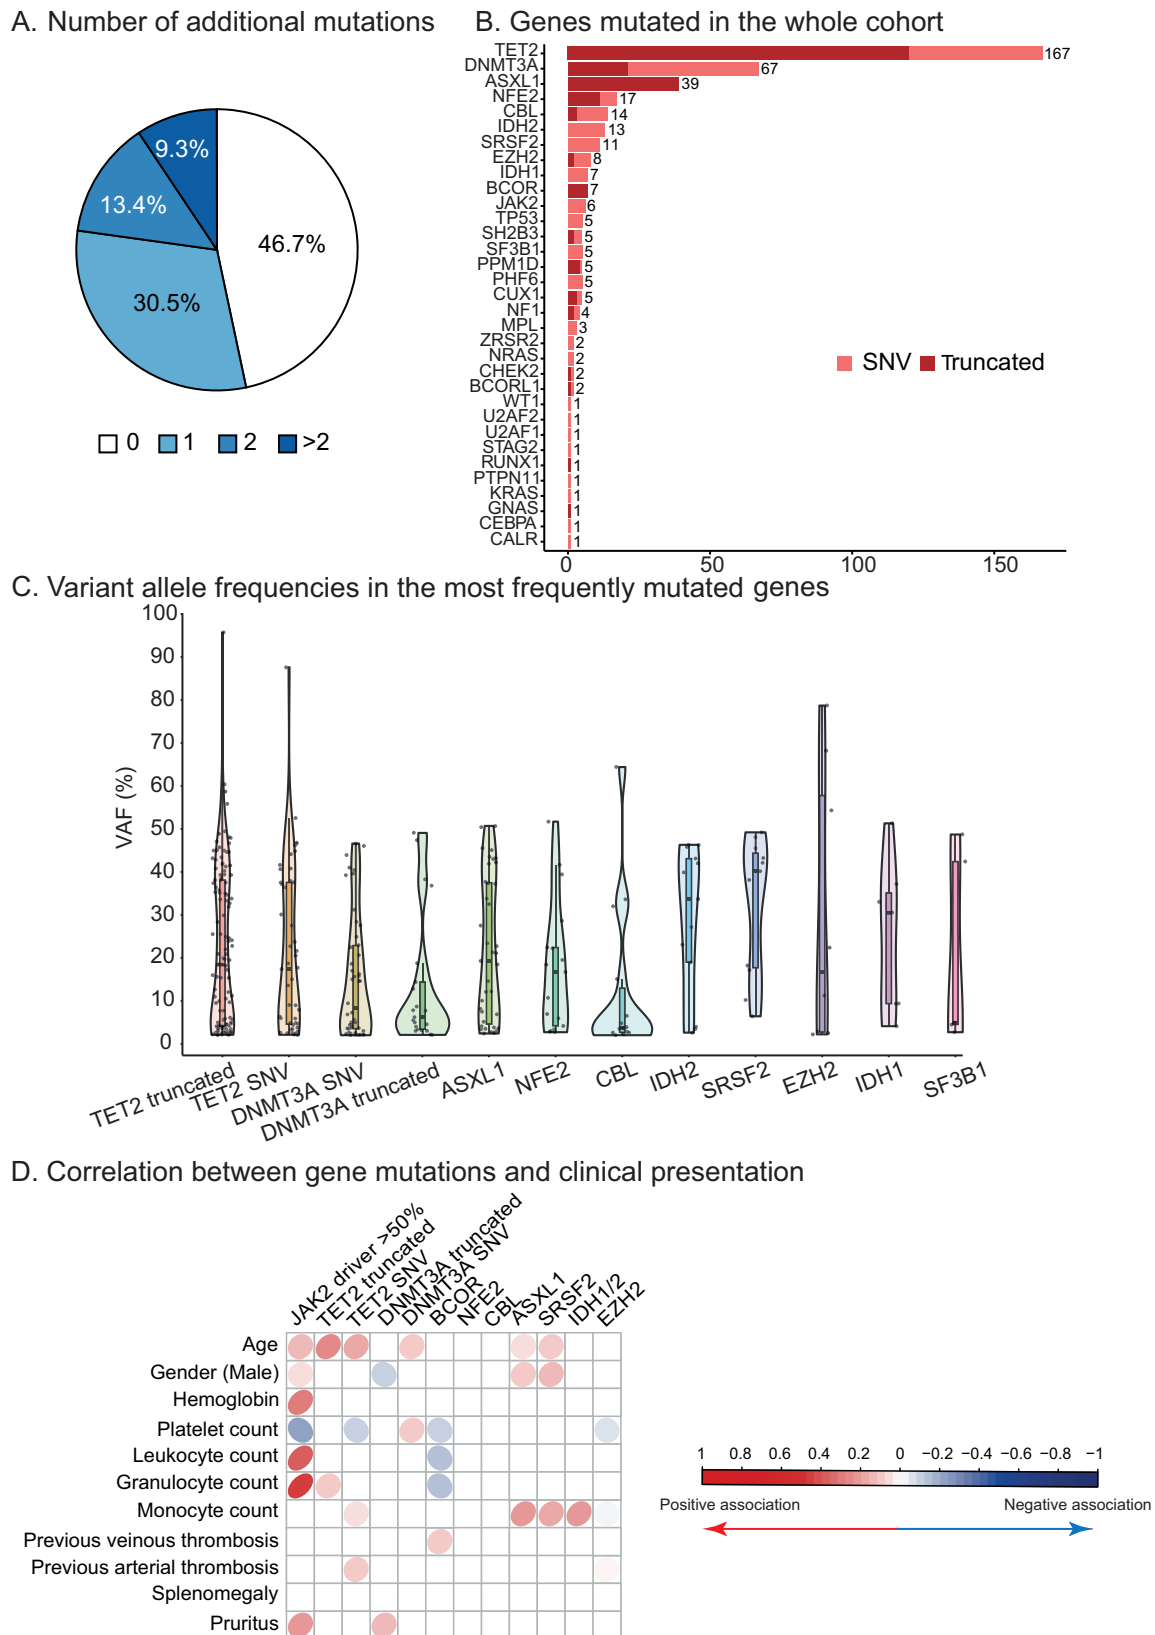 A. Number of additional mutations
46.7%
30.5%
13.4%
9.3%
0 1 2 >2
B. Genes mutated in the whole cohort
TET2 167
DNMT3A 67
ASXL1 39
NFE2 17
CBL 14
IDH2 13
SRSF2 11
EZH2 8
IDH1 7
BCOR 7
JAK2 6
TP53 5
SH2B3 5
SF3B1 5
PPM1D 5
PHF6 5
CUX1 5
NF1 4
MPL 3
ZRSR2 2
NRAS 2
CHEK2 2
BCORL1 2
WT1 1
U2AF2 1
U2AF1 1
STAG2 1
RUNX1 1
PTPN11 1
KRAS 1
GNAS 1
CEBPA 1
CALR 1
0 50 100 150
SNV Truncated
C. Variant allele frequencies in the most frequently mutated genes
VAF (%)
100
90
80
70
60
50
40
30
20
10
0
TET2 truncated
TET2 SNV
DNMT3A SNV
DNMT3A truncated
ASXL1
NFE2
CBL
IDH2
SRSF2
EZH2
IDH1
SF3B1
D. Correlation between gene mutations and clinical presentation
JAK2 driver >50%
TET2 truncated
TET2 SNV
DNMT3A truncated
DNMT3A SNV
BCOR
NFE2
CBL
ASXL1
SRSF2
IDH1/2
EZH2
Age
Gender (Male)
Hemoglobin
Platelet count
Leukocyte count
Granulocyte count
Monocyte count
Previous veinous thrombosis
Previous arterial thrombosis
Splenomegaly
Pruritus
1 0.8 0.6 0.4 0.2 0 −0.2 −0.4 −0.6 −0.8 −1
Positive association
Negative association